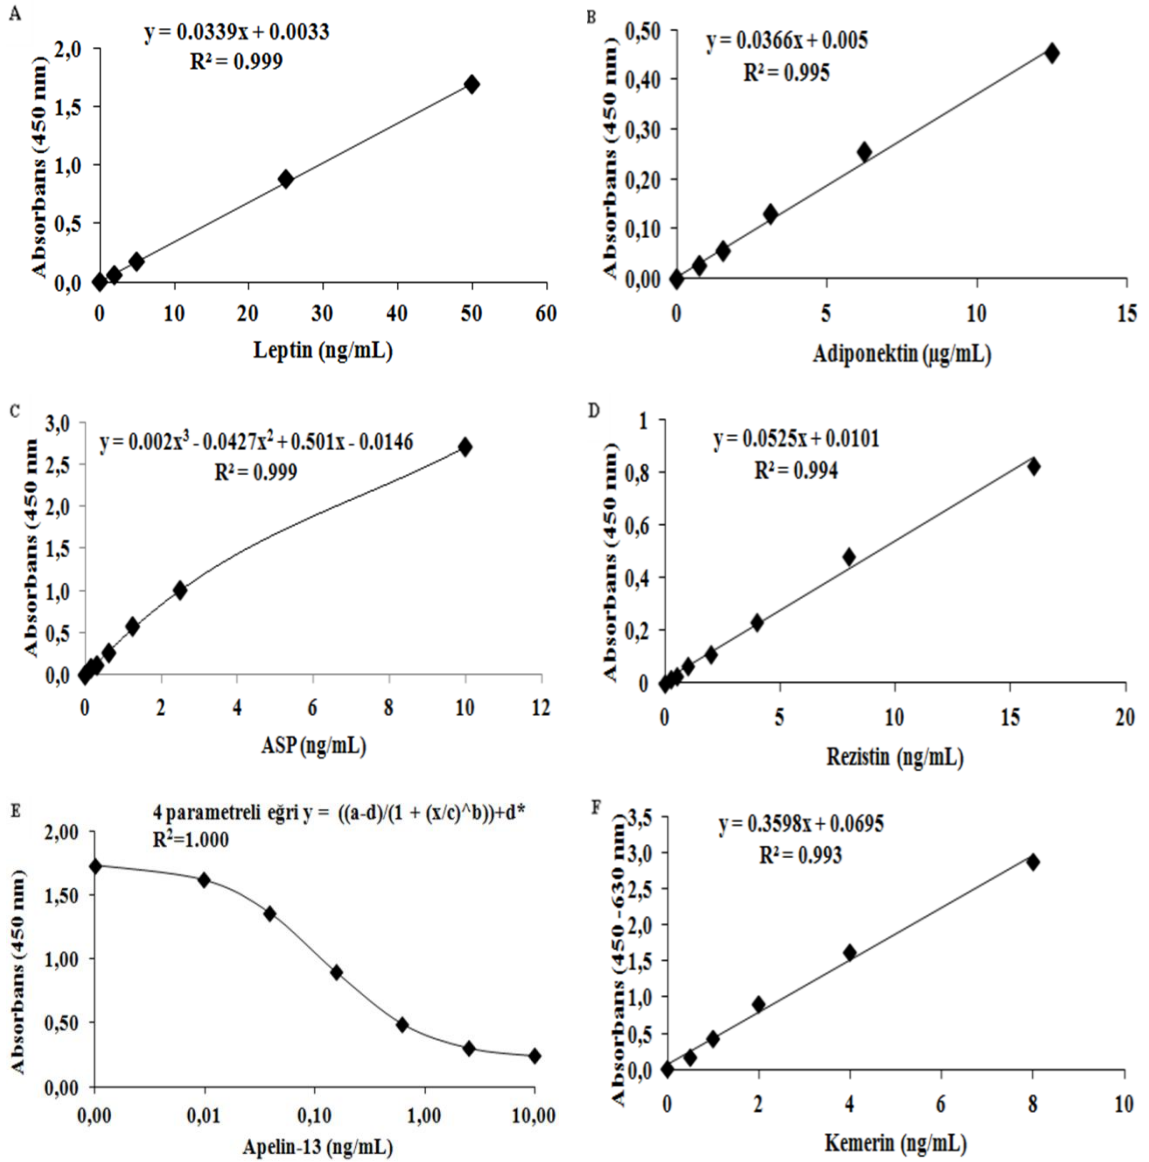 A
y = 0.0339x + 0.0033
R² = 0.999
Absorbans (450 nm)
2,0
1,5
1,0
0,5
0,0
0 10 20 30 40 50 60
Leptin (ng/mL)
B
y = 0.0366x + 0.005
R² = 0.995
Absorbans (450 nm)
0,50
0,40
0,30
0,20
0,10
0,00
0 5 10 15
Adiponektin (µg/mL)
C
y = 0.002x³ - 0.0427x² + 0.501x - 0.0146
R² = 0.999
Absorbans (450 nm
3,0
2,5
2,0
1,5
1,0
0,5
0,0
0 2 4 6 8 10 12
ASP (ng/mL)
D
y = 0.0525x + 0.0101
R² = 0.994
Absorbans (450 nm)
1
0,8
0,6
0,4
0,2
0
0 5 10 15 20
Rezistin (ng/mL)
E
4 parametreli eğri y = ((a-d)/(1 + (x/c)^b))+d*
R²=1.000
Absorbans (450 nm)
2,00
1,50
1,00
0,50
0,00
0,00 0,01 0,10 1,00 10,00
Apelin-13 (ng/mL)
F
y = 0.3598x + 0.0695
R² = 0.993
Absorbans (450 -630 nm)
3,5
3,0
2,5
2,0
1,5
1,0
0,5
0,0
0 2 4 6 8 10
Kemerin (ng/mL)